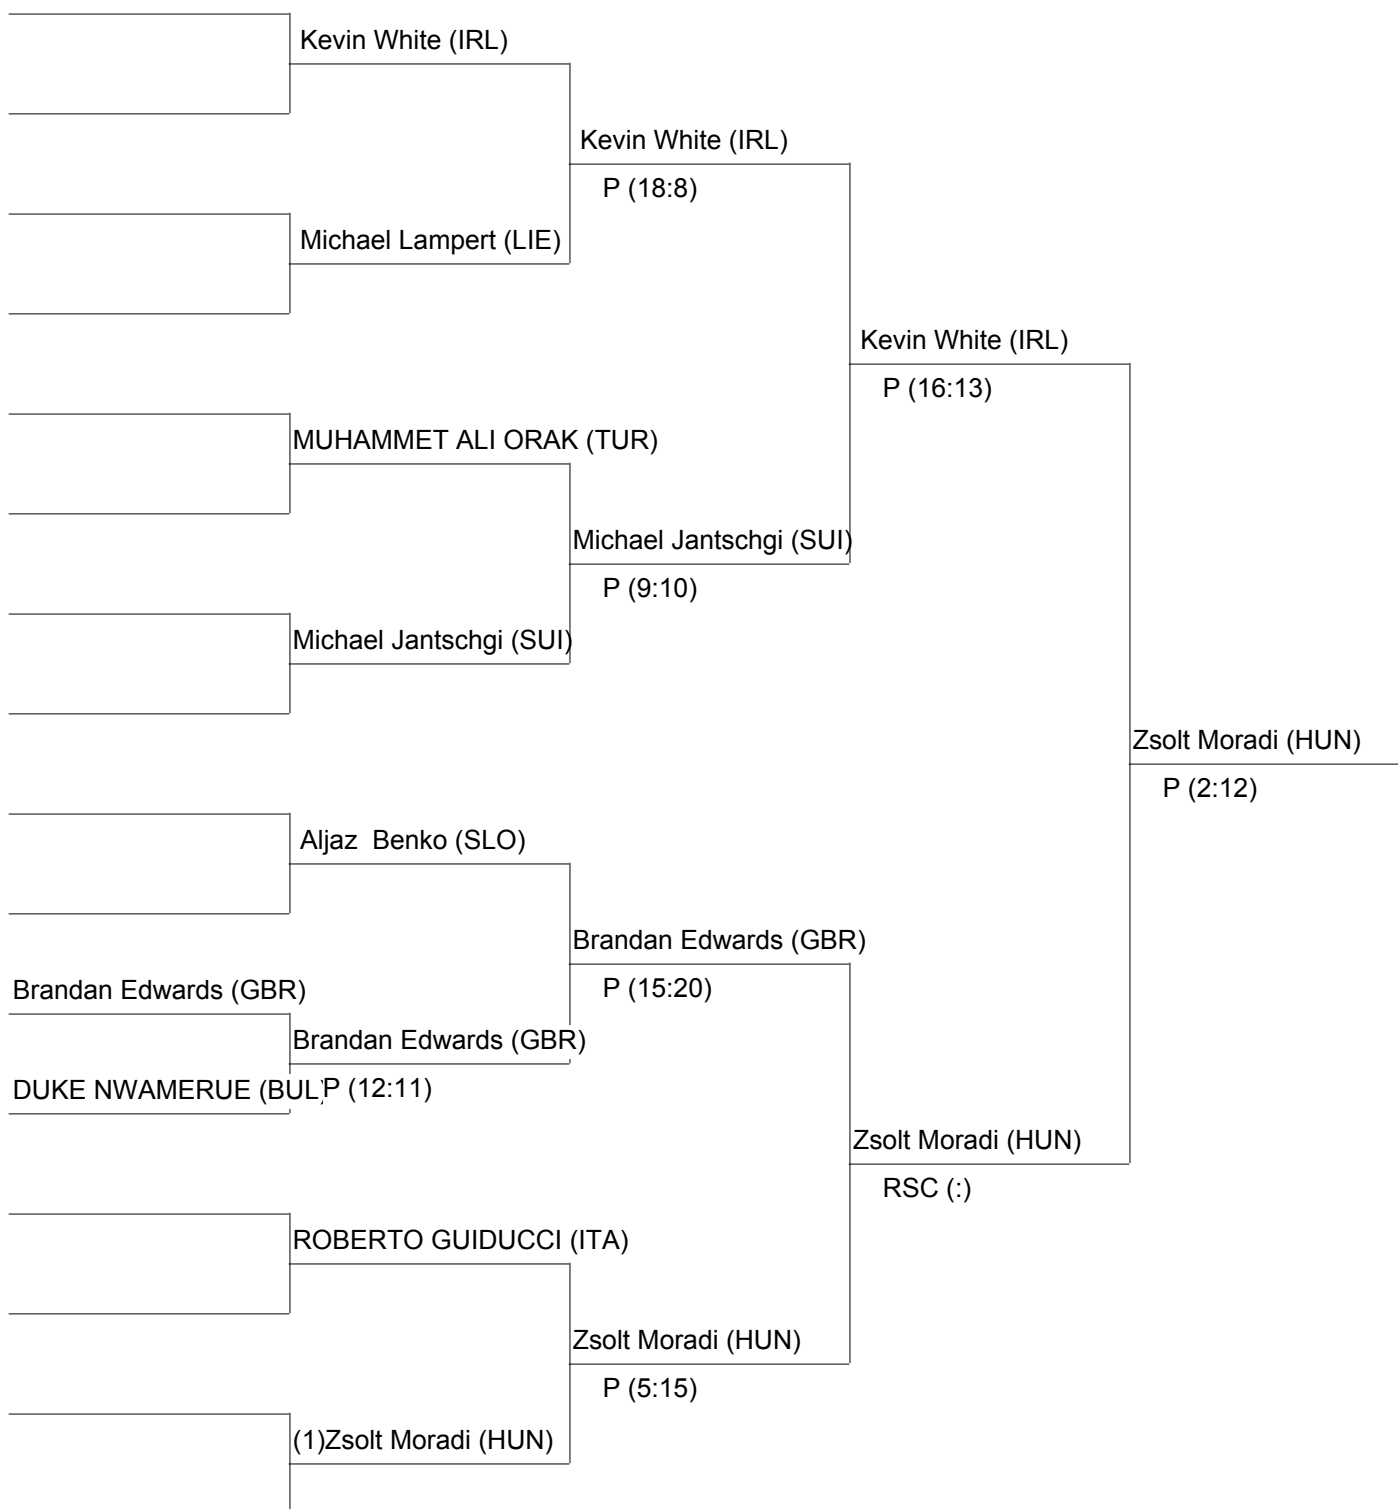 Kevin White (IRL)
Kevin White (IRL)
P (18:8)
Michael Lampert (LIE)
Kevin White (IRL)
P (16:13)
MUHAMMET ALI ORAK (TUR)
Michael Jantschgi (SUI)
P (9:10)
Michael Jantschgi (SUI)
Zsolt Moradi (HUN)
P (2:12)
Aljaz  Benko (SLO)
Brandan Edwards (GBR)
P (15:20)
Brandan Edwards (GBR)
Brandan Edwards (GBR)
DUKE NWAMERUE (BUL)
P (12:11)
Zsolt Moradi (HUN)
RSC (:)
ROBERTO GUIDUCCI (ITA)
Zsolt Moradi (HUN)
P (5:15)
(1)Zsolt Moradi (HUN)